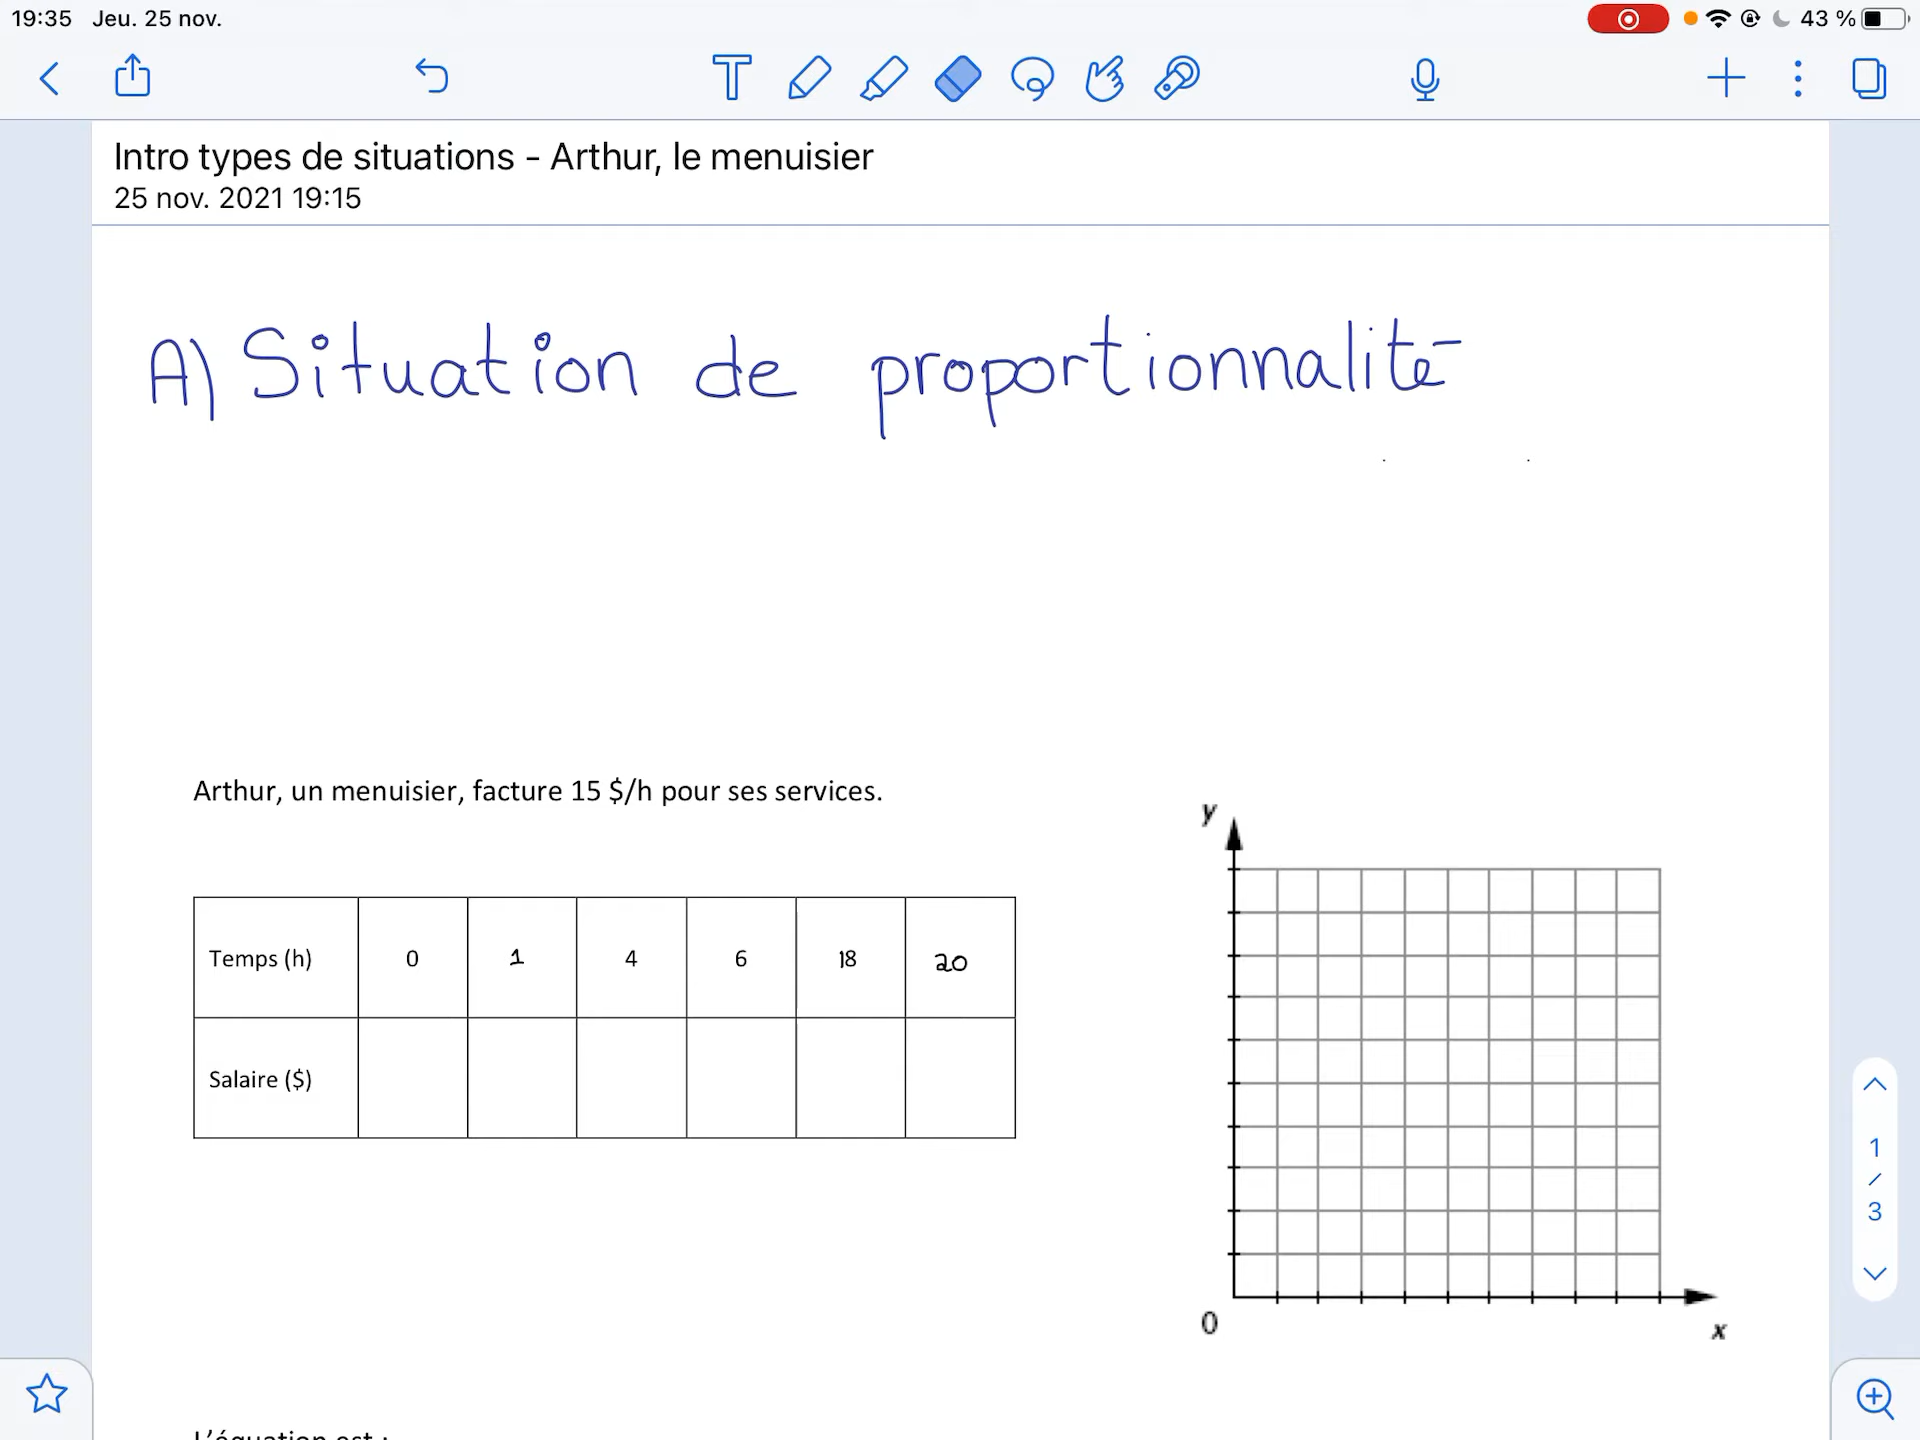 19:35 Jeu. 25 nov.
43 %
Intro types de situations - Arthur, le menuisier
25 nov. 2021 19:15
A) Situation de proportionnalité
Arthur, un menuisier, facture 15 $/h pour ses services.
Temps (h) 0 1 4 6 18 20
Salaire ($)
y
0
x
1
/
3
L'équation est :